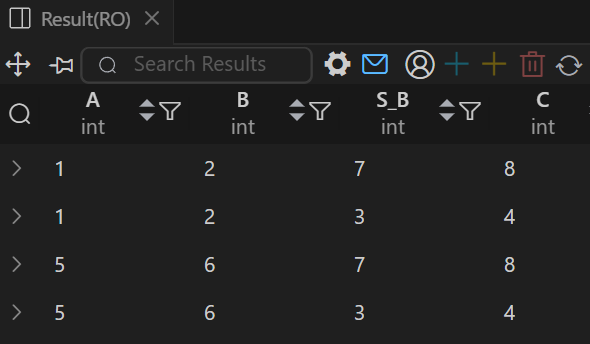 Result(RO)
Search Results
A B S_B C
int int int int
1 2 7 8
1 2 3 4
5 6 7 8
5 6 3 4